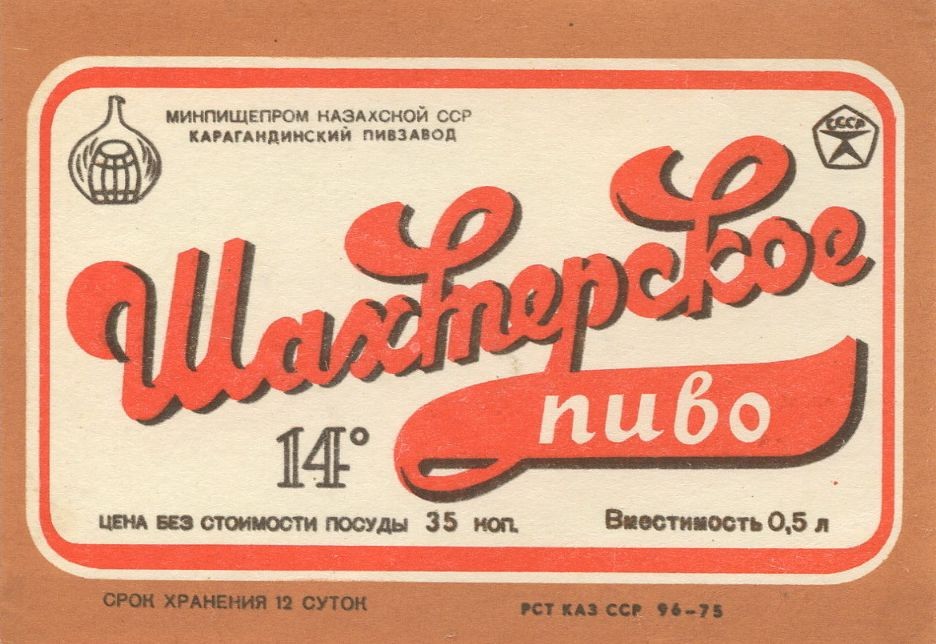 МИНПИЩЕПРОМ КАЗАХСКОЙ ССР
КАРАГАНДИНСКИЙ ПИВЗАВОД
СССР
Шахтерское
пиво
14°
ЦЕНА БЕЗ СТОИМОСТИ ПОСУДЫ 35 КОП.
Вместимость 0,5 л
СРОК ХРАНЕНИЯ 12 СУТОК
РСТ КАЗ ССР 96-75